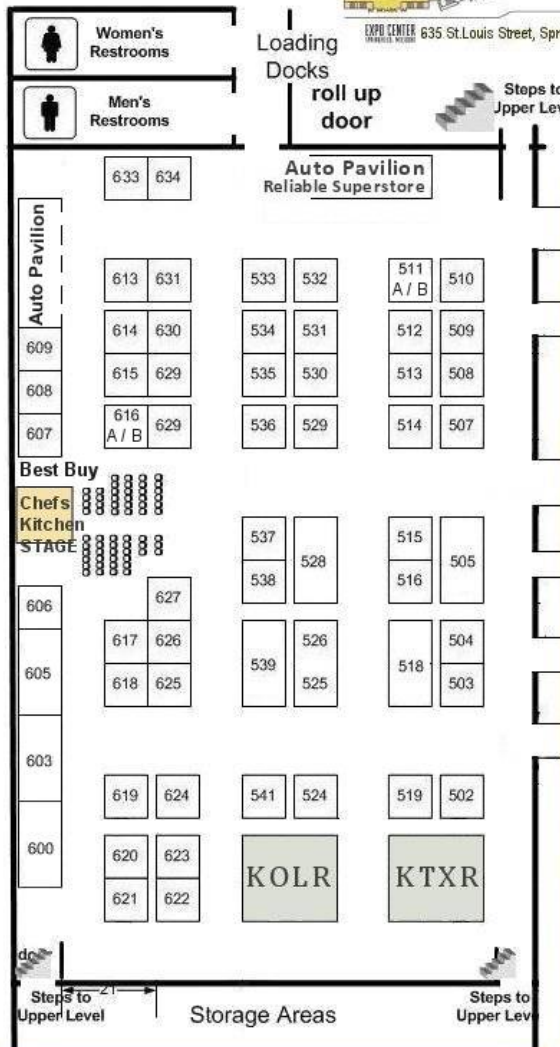 Women's
Restrooms
Loading
Docks
EXPO CENTER
635 St.Louis Street, Spr
Men's
Restrooms
roll up
door
Steps to
Upper Lev
633 634
Auto Pavilion
Reliable Superstore
Auto Pavilion
613 631 533 532 511 A / B 510
614 630 534 531 512 509
609
615 629 535 530 513 508
608
616 A / B 629 536 529 514 507
607
Best Buy
Chefs
Kitchen
STAGE
537 528 515 505
538 516
627
606
617 626 539 526 518 504
605
618 625 525 503
603
619 624 541 524 519 502
600
620 623 KOLR KTXR
621 622
do
21
Steps to
Upper Level
Storage Areas
Steps to
Upper Leve